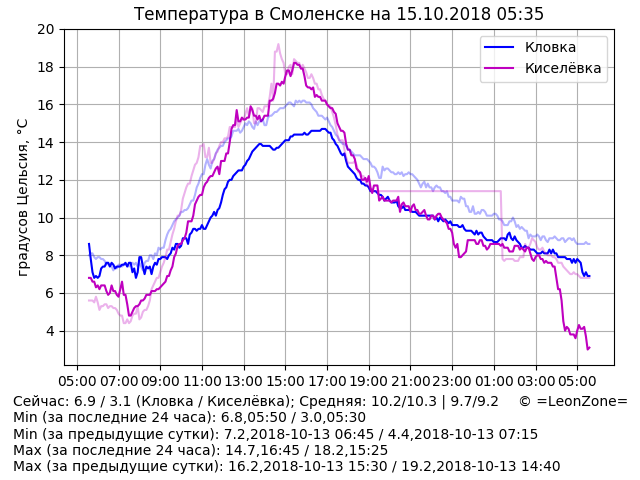 Температура в Смоленске на 15.10.2018 05:35
градусов Цельсия, °C
20
18
16
14
12
10
8
6
4
Кловка
Киселёвка
05:00 07:00 09:00 11:00 13:00 15:00 17:00 19:00 21:00 23:00 01:00 03:00 05:00
Сейчас: 6.9 / 3.1 (Кловка / Киселёвка); Средняя: 10.2/10.3 | 9.7/9.2 © =LeonZone=
Min (за последние 24 часа): 6.8,05:50 / 3.0,05:30
Min (за предыдущие сутки): 7.2,2018-10-13 06:45 / 4.4,2018-10-13 07:15
Max (за последние 24 часа): 14.7,16:45 / 18.2,15:25
Max (за предыдущие сутки): 16.2,2018-10-13 15:30 / 19.2,2018-10-13 14:40